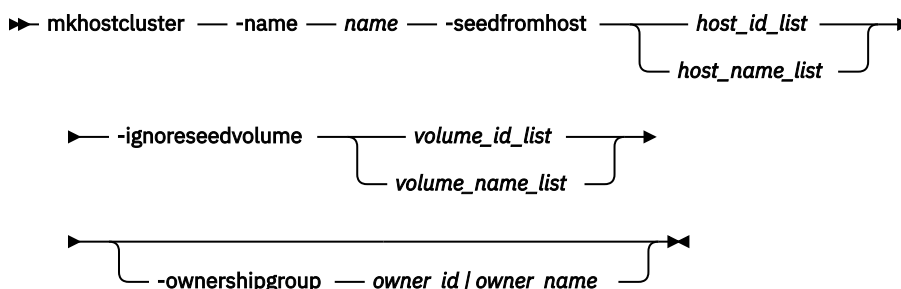 mkhostcluster -name name -seedfromhost host_id_list
host_name_list
-ignoreseedvolume volume_id_list
volume_name_list
-ownershipgroup owner_id | owner_name